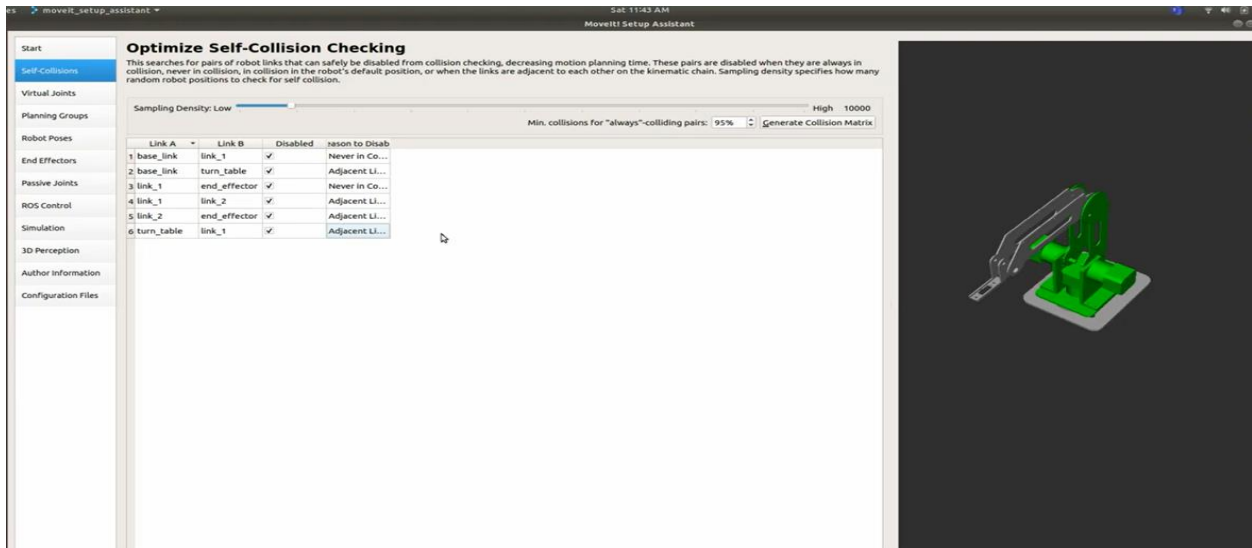 es moveit_setup_assistant Sat 11:43 AM
MoveIt! Setup Assistant
Start
Self-Collisions
Virtual Joints
Planning Groups
Robot Poses
End Effectors
Passive Joints
ROS Control
Simulation
3D Perception
Author Information
Configuration Files
Optimize Self-Collision Checking
This searches for pairs of robot links that can safely be disabled from collision checking, decreasing motion planning time. These pairs are disabled when they are always in
collision, never in collision, in collision in the robot's default position, or when the links are adjacent to each other on the kinematic chain. Sampling density specifies how many
random robot positions to check for self collision.
Sampling Density: Low High 10000
Min. collisions for "always"-colliding pairs: 95% Generate Collision Matrix
Link A Link B Disabled eason to Disab
1 base_link link_1 Never in Co...
2 base_link turn_table Adjacent Li...
3 link_1 end_effector Never in Co...
4 link_1 link_2 Adjacent Li...
5 link_2 end_effector Adjacent Li...
6 turn_table link_1 Adjacent Li...